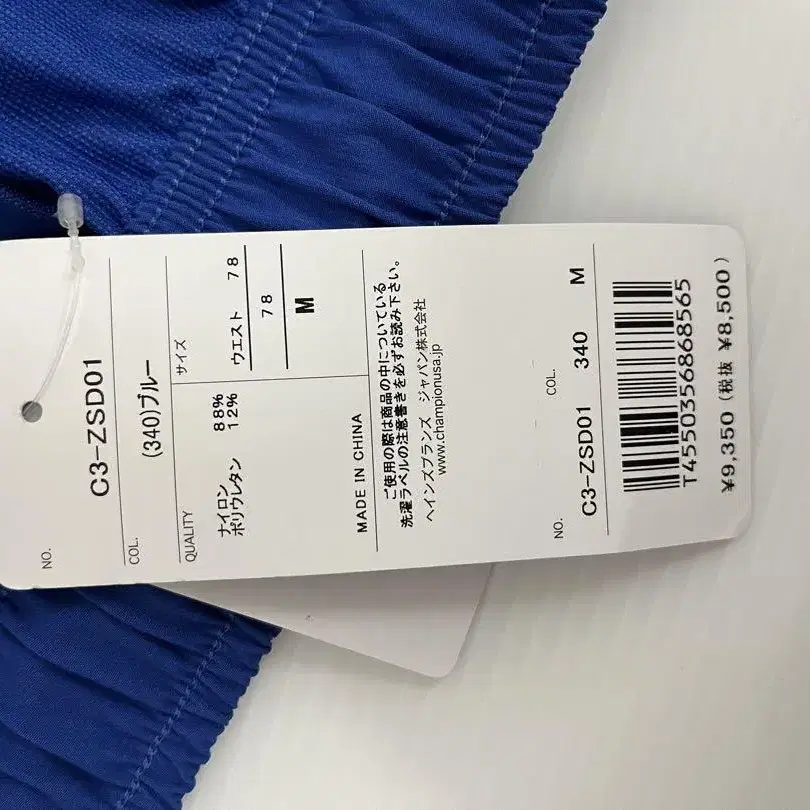 NO.
C3-ZSD01
COL.
(340)ブルー
QUALITY
サイズ
ナイロン 88%
ポリウレタン 12%
ウエスト 78
78
M
MADE IN CHINA
ご使用の際は商品の中についている
洗濯ラベルの注意書きを必ずお読み下さい。
ヘインズブランズ ジャパン株式会社
www.championusa.jp
NO.
COL.
C3-ZSD01 340 M
T4550356868565
¥9,350 (税抜 ¥8,500)